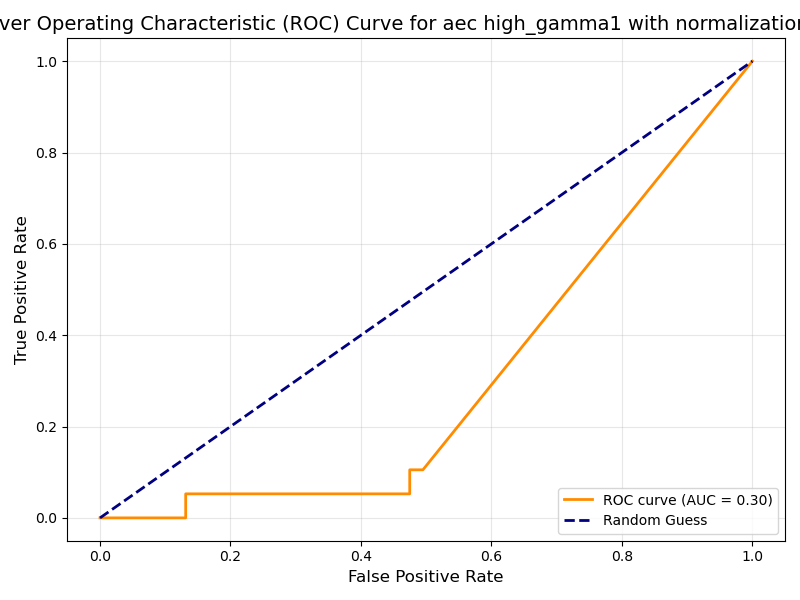 ver Operating Characteristic (ROC) Curve for aec high_gamma1 with normalization
1.0
0.8
0.6
0.4
0.2
0.0
True Positive Rate
ROC curve (AUC = 0.30)
Random Guess
0.0 0.2 0.4 0.6 0.8 1.0
False Positive Rate